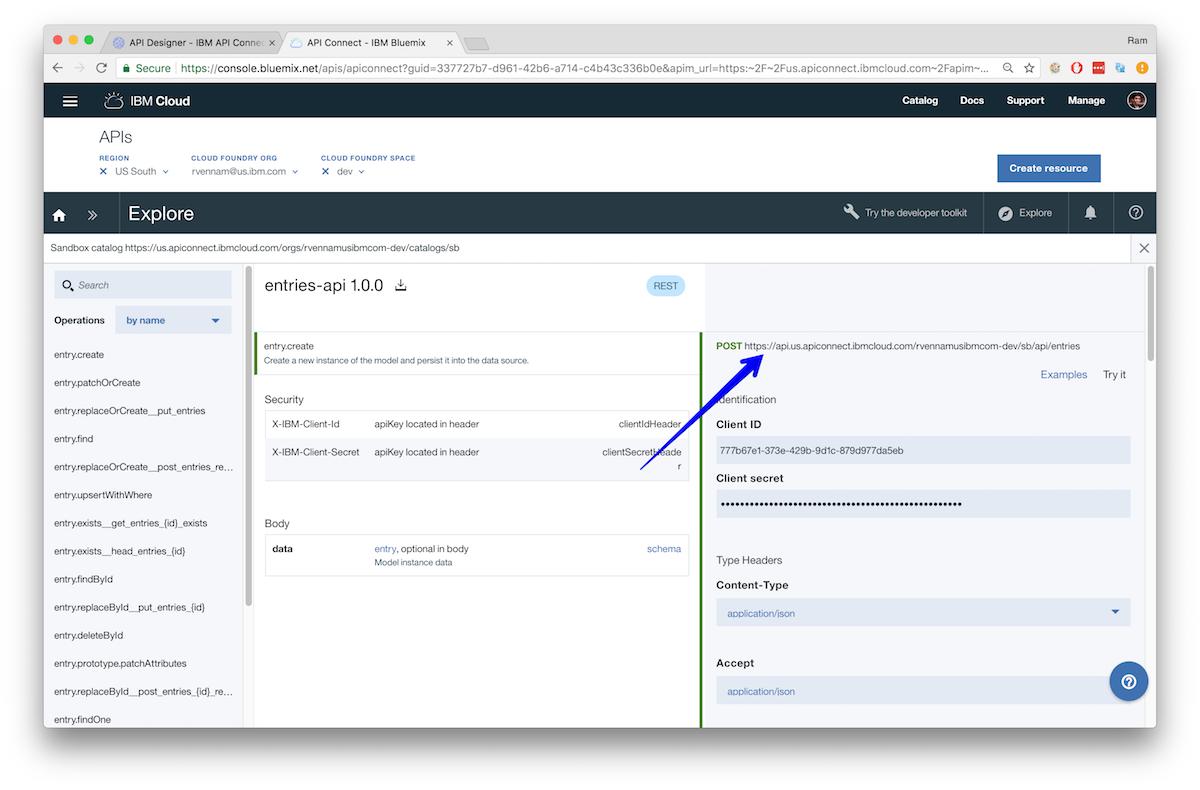 API Designer - IBM API Conne
API Connect - IBM Bluemix
Ram
Secure
https://console.bluemix.net/apis/apiconnect?guid=337727b7-d961-42b6-a714-c4b43c336b0e&apim_url=https:~2F~2Fus.apiconnect.ibmcloud.com~2Fapim~...
IBM Cloud
Catalog
Docs
Support
Manage
APIs
REGION
CLOUD FOUNDRY ORG
CLOUD FOUNDRY SPACE
US South
rvennam@us.ibm.com
dev
Create resource
Explore
Try the developer toolkit
Explore
Sandbox catalog https://us.apiconnect.ibmcloud.com/orgs/rvennamusibmcom-dev/catalogs/sb
Search
Operations
by name
entry.create
entry.patchOrCreate
entry.replaceOrCreate__put_entries
entry.find
entry.replaceOrCreate__post_entries_re...
entry.upsertWithWhere
entry.exists__get_entries_{id}_exists
entry.exists__head_entries_{id}
entry.findById
entry.replaceById__put_entries_{id}
entry.deleteById
entry.prototype.patchAttributes
entry.replaceById__post_entries_{id}_re...
entry.findOne
entries-api 1.0.0
REST
entry.create
Create a new instance of the model and persist it into the data source.
Security
X-IBM-Client-Id
apiKey located in header
clientIdHeader
X-IBM-Client-Secret
apiKey located in header
clientSecretHeade
r
Body
data
entry, optional in body
schema
Model instance data
POST https://api.us.apiconnect.ibmcloud.com/rvennamusibmcom-dev/sb/api/entries
Examples
Try it
Identification
Client ID
777b67e1-373e-429b-9d1c-879d977da5eb
Client secret
Type Headers
Content-Type
application/json
Accept
application/json